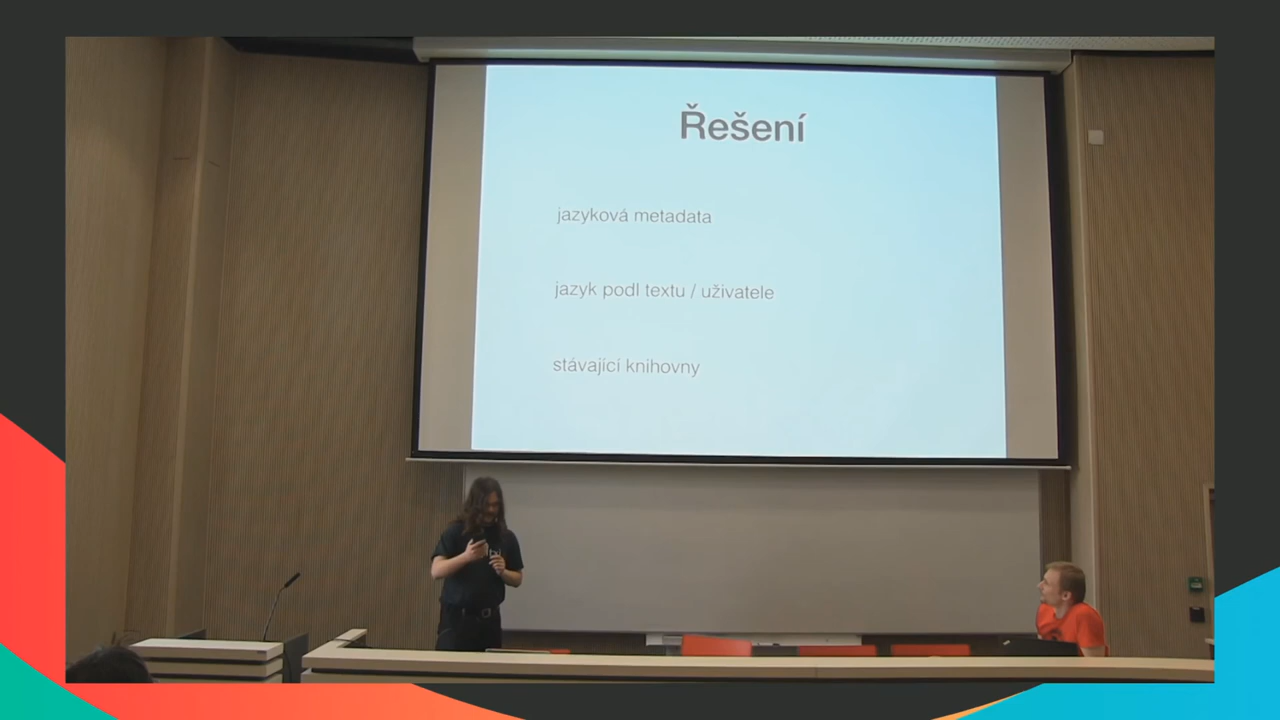 Řešení
jazyková metadata
jazyk podl textu / uživatele
stávající knihovny